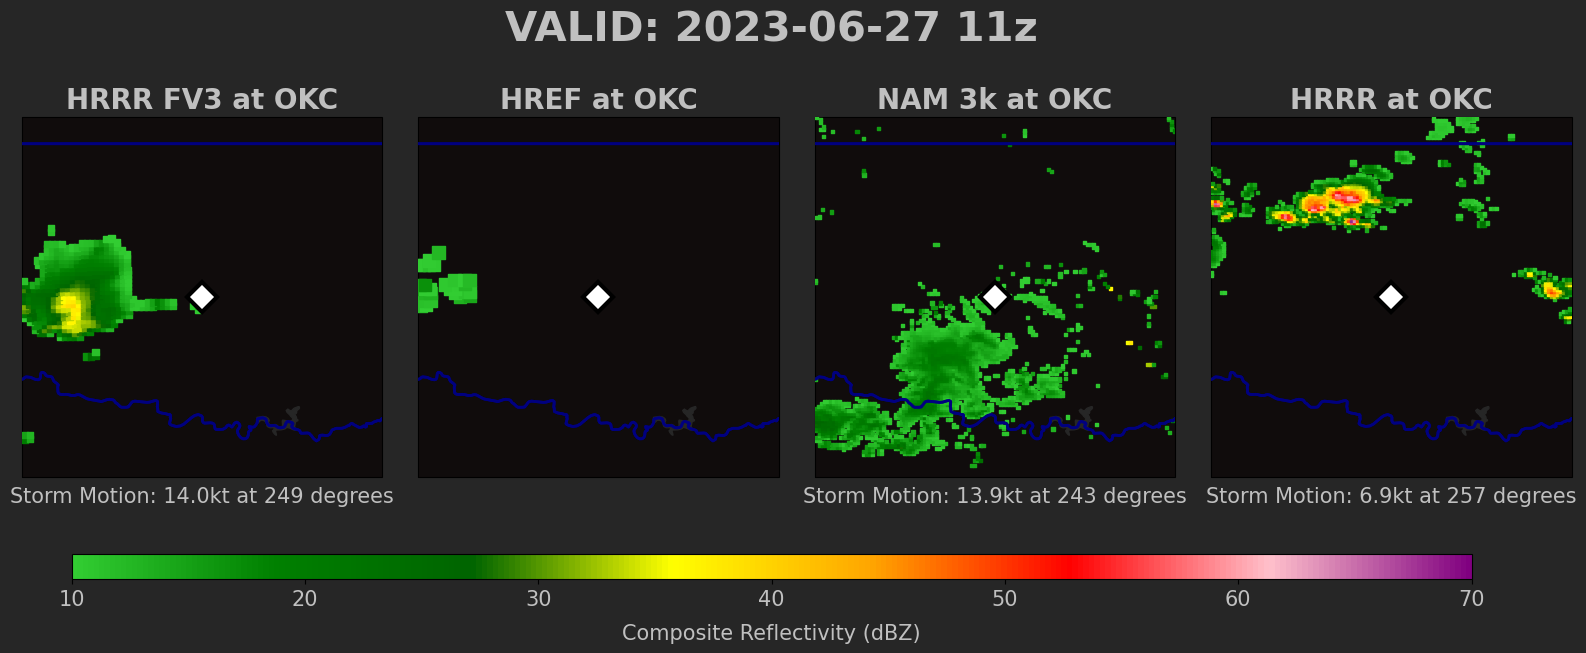 VALID: 2023-06-27 11z
HRRR FV3 at OKC
HREF at OKC
NAM 3k at OKC
HRRR at OKC
Storm Motion: 14.0kt at 249 degrees
Storm Motion: 13.9kt at 243 degrees
Storm Motion: 6.9kt at 257 degrees
10 20 30 40 50 60 70
Composite Reflectivity (dBZ)